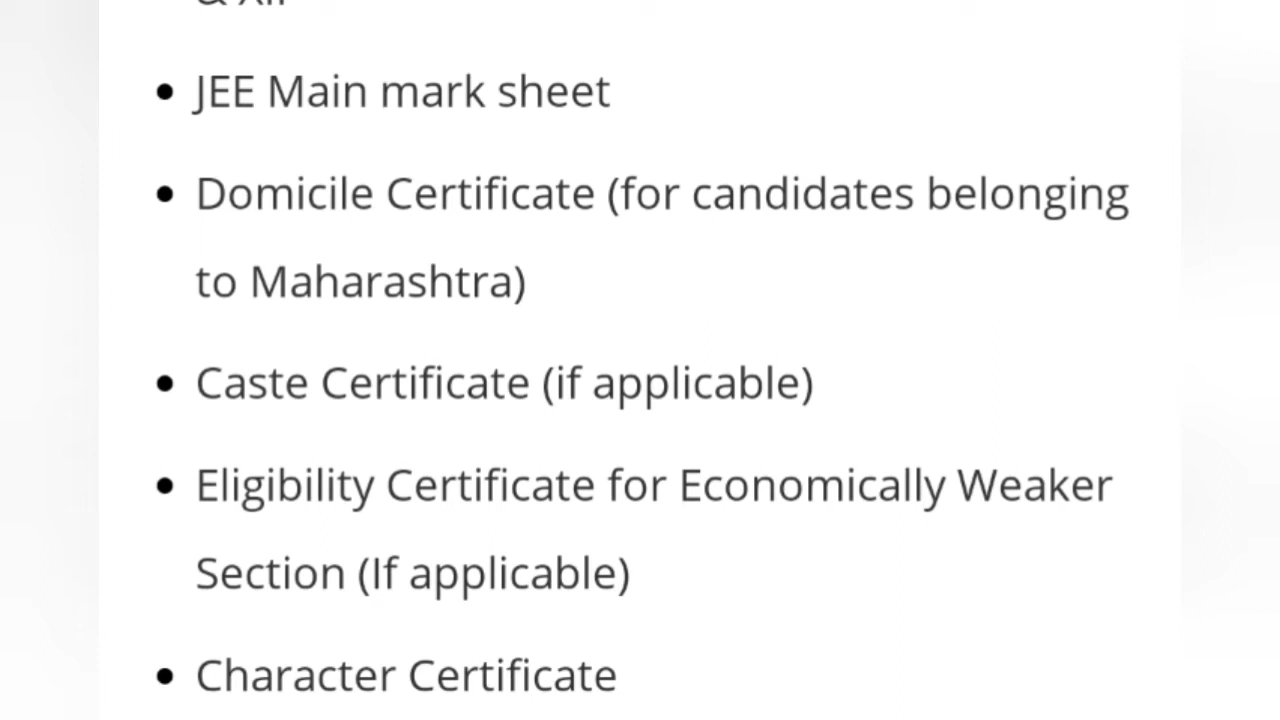 • JEE Main mark sheet
• Domicile Certificate (for candidates belonging
to Maharashtra)
• Caste Certificate (if applicable)
• Eligibility Certificate for Economically Weaker
Section (If applicable)
• Character Certificate